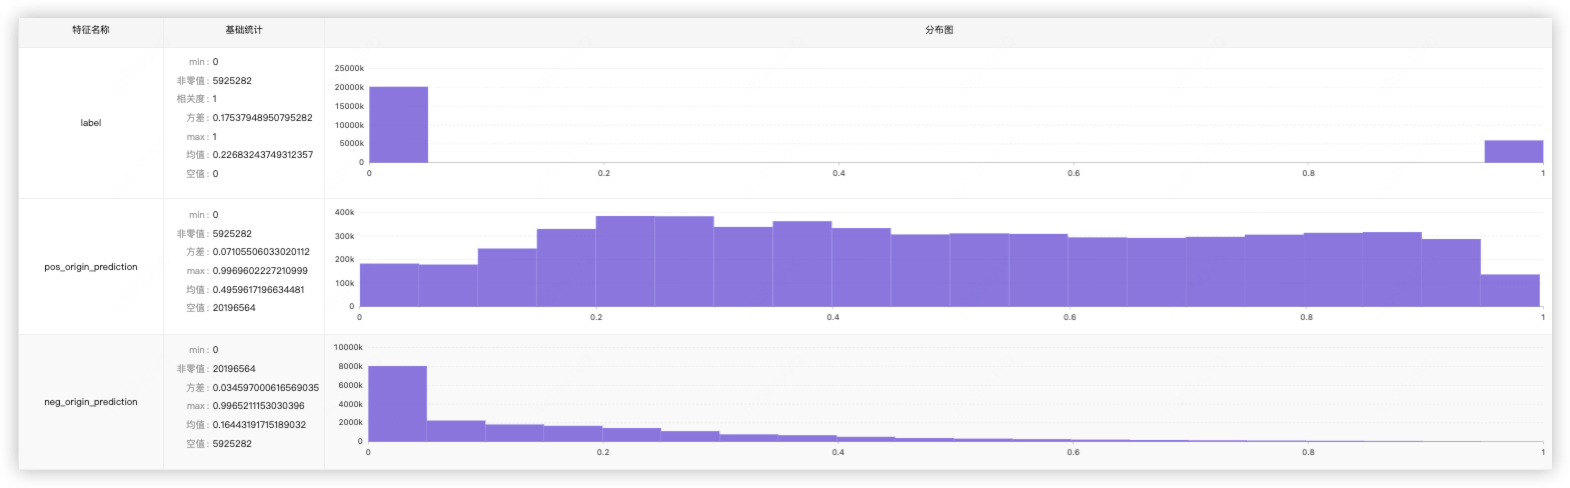 特征名称 基础统计 分布图
label
min : 0
非零值 : 5925282
相关度 : 1
方差 : 0.17537948950795282
max : 1
均值 : 0.22683243749312357
空值 : 0
25000k
20000k
15000k
10000k
5000k
0
0 0.2 0.4 0.6 0.8 1
pos_origin_prediction
min : 0
非零值 : 5925282
方差 : 0.07105506033020112
max : 0.9969602227210999
均值 : 0.4959617196634481
空值 : 20196564
400k
300k
200k
100k
0
0 0.2 0.4 0.6 0.8 1
neg_origin_prediction
min : 0
非零值 : 20196564
方差 : 0.034597000616569035
max : 0.9965211153030396
均值 : 0.16443191715189032
空值 : 5925282
10000k
8000k
6000k
4000k
2000k
0
0 0.2 0.4 0.6 0.8 1